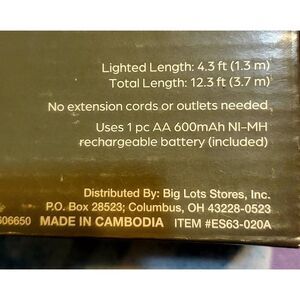 Lighted Length: 4.3 ft (1.3 m)
Total Length: 12.3 ft (3.7 m)
No extension cords or outlets needed
Uses 1 pc AA 600mAh NI-MH
rechargeable battery (included)
Distributed By: Big Lots Stores, Inc.
P.O. Box 28523; Columbus, OH 43228-0523
606650 MADE IN CAMBODIA ITEM #ES63-020A